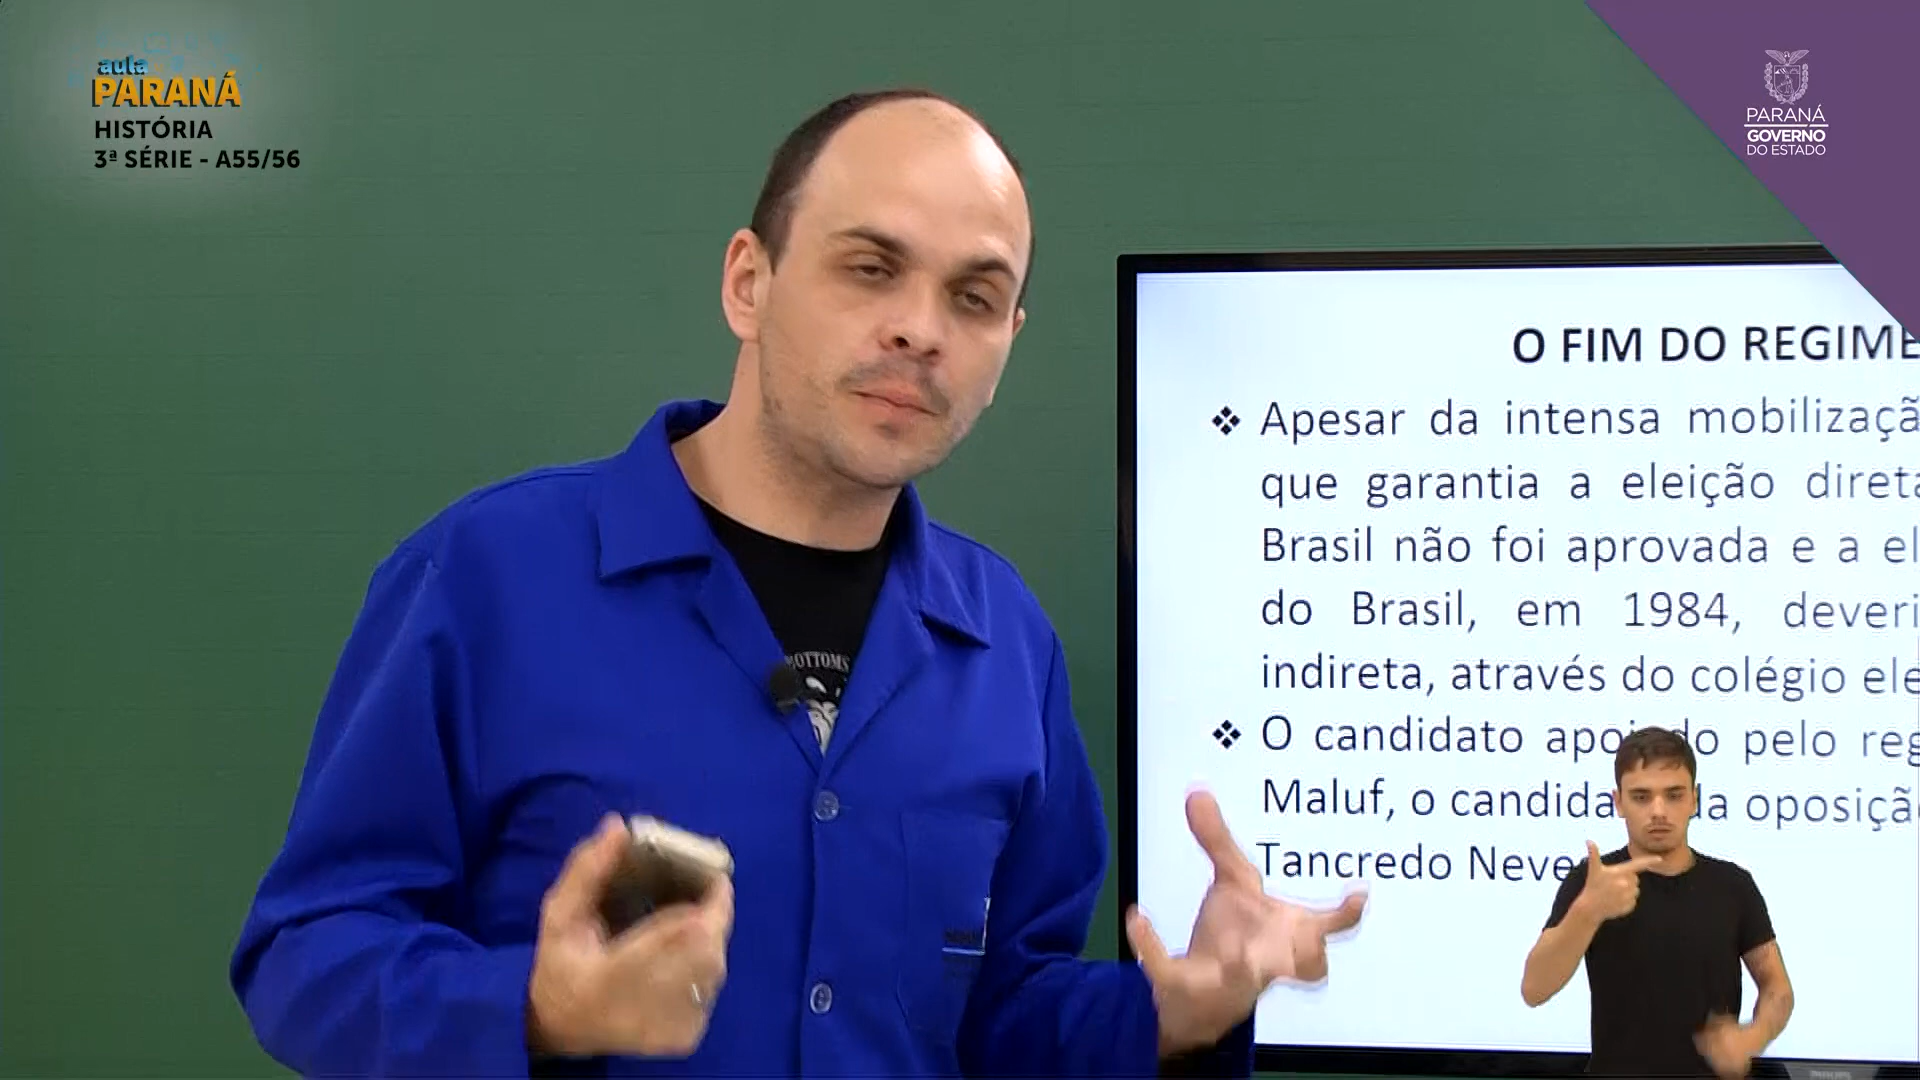 aula
PARANÁ
HISTÓRIA
3ª SÉRIE - A55/56
PARANÁ
GOVERNO
DO ESTADO
O FIM DO REGIME
❖ Apesar da intensa mobilizaçã
que garantia a eleição direta
Brasil não foi aprovada e a el
do Brasil, em 1984, deveri
indireta, através do colégio ele
❖ O candidato apoiado pelo reg
Maluf, o candida da oposiçã
Tancredo Neve
BOTTOMS